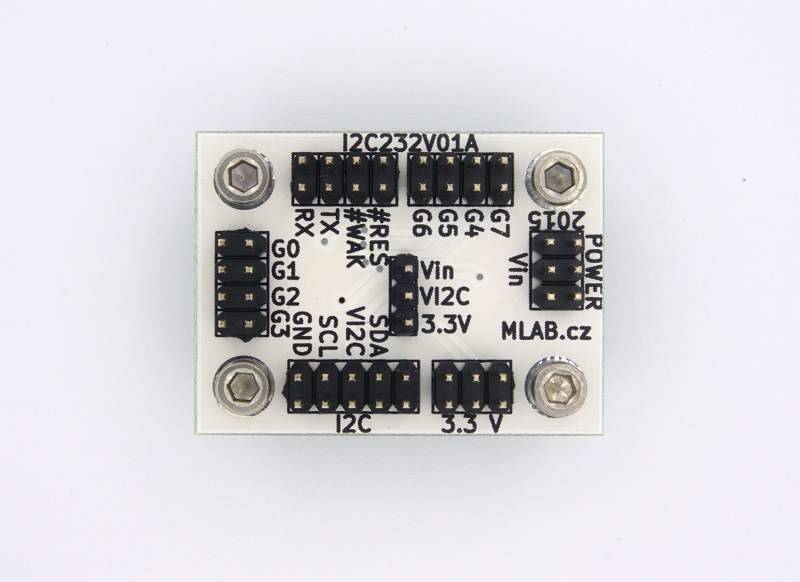 I2C232V01A
RX
TX
#WAK
#RES
G6
G5
G4
G7
2015
POWER
Vin
G0
G1
G2
G3
Vin
VI2C
3.3V
GND
SCL
VI2C
SDA
MLAB.cz
I2C
3.3 V